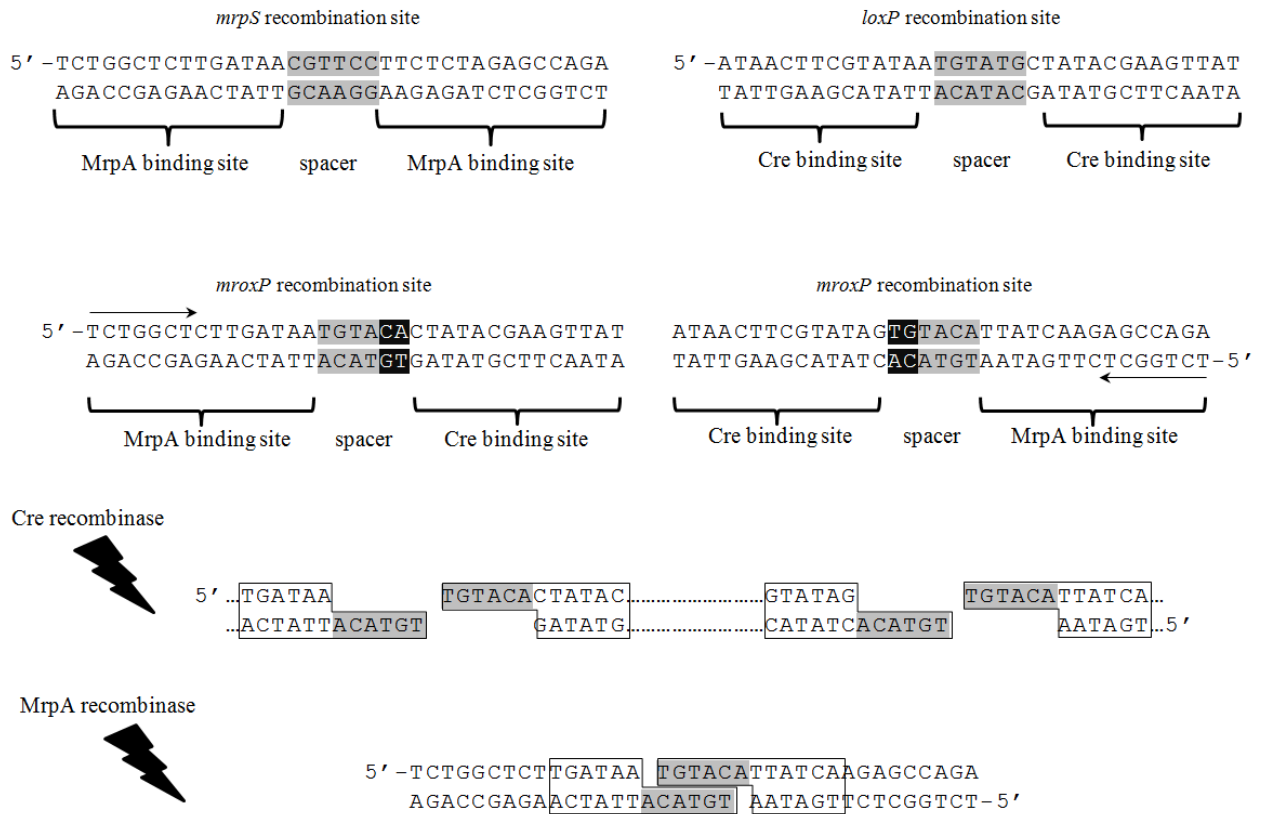 mrpS recombination site
loxP recombination site
5’-TCTGGCTCTTGATAACGTTCCTTCTCTAGAGCCAGA
5’-ATAACTTCGTATAATGTATGCTATACGAAGTTAT
AGACCGAGAACTATTGCAAGGAAGAGATCTCGGTCT
TATTGAAGCATATTACATACGATATGCTTCAATA
MrpA binding site
spacer
MrpA binding site
Cre binding site
spacer
Cre binding site
mroxP recombination site
mroxP recombination site
5’-TCTGGCTCTTGATAATGTACACTATACGAAGTTAT
ATAACTTCGTATAGTGTACATTATCAAGAGCCAGA
AGACCGAGAACTATTACATGTGATATGCTTCAATA
TATTGAAGCATATCACATGTAATAGTTCTCGGTCT-5’
MrpA binding site
spacer
Cre binding site
Cre binding site
spacer
MrpA binding site
Cre recombinase
5’…TGATAA TGTACACTATAC……………………GTATAG TGTACATTATCA…
…ACTATTACATGT GATATG……………………CATATCACATGT AATAGT…5’
MrpA recombinase
5’-TCTGGCTCTTGATAA TGTACATTATCAAGAGCCAGA
AGACCGAGAACTATTACATGT AATAGTTCTCGGTCT-5’